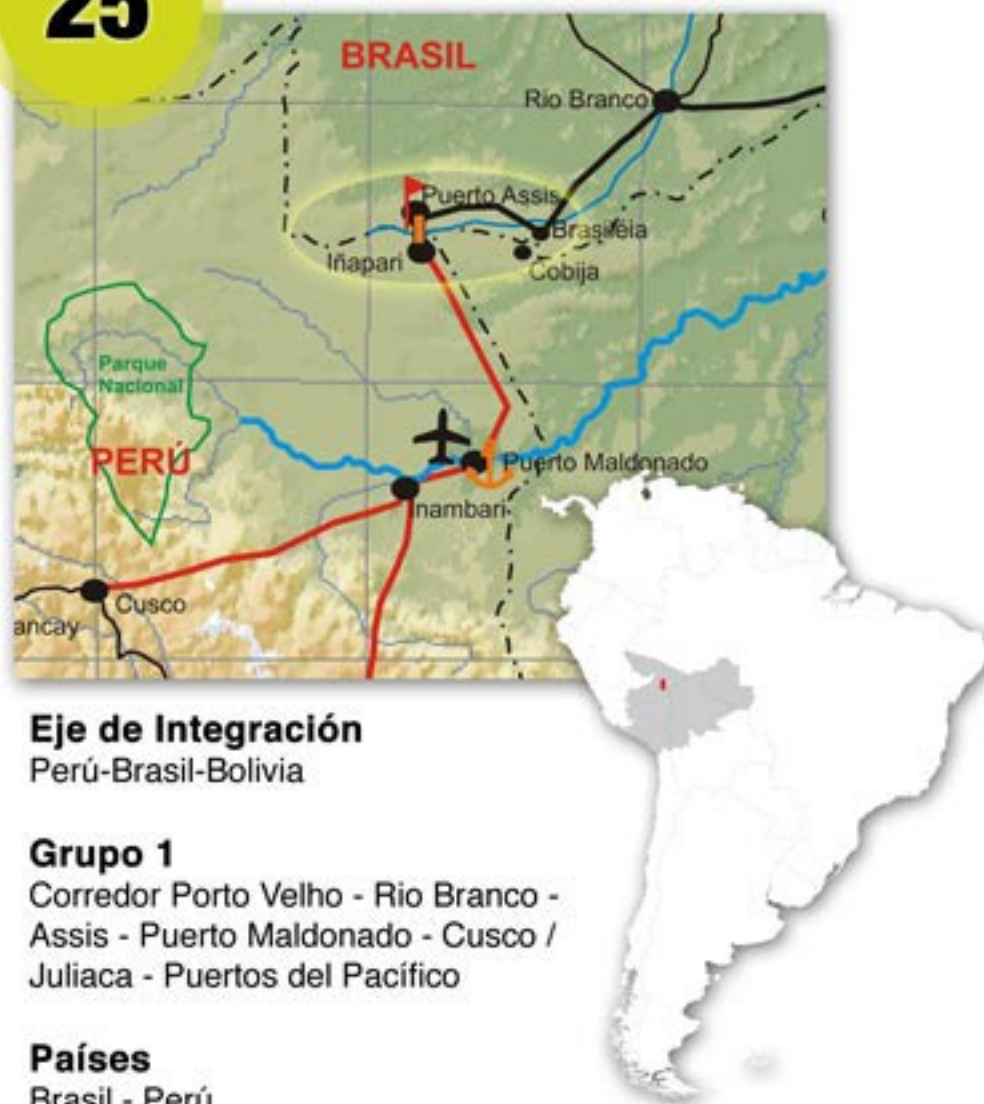 25
BRASIL
Rio Branco
Puerto Assis
Brasiléia
Iñapari
Cobija
Parque
Nacional
PERÚ
Puerto Maldonado
Inambari
Cusco
ancay
Eje de Integración
Perú-Brasil-Bolivia
Grupo 1
Corredor Porto Velho - Rio Branco -
Assis - Puerto Maldonado - Cusco /
Juliaca - Puertos del Pacífico
Países
Brasil - Perú